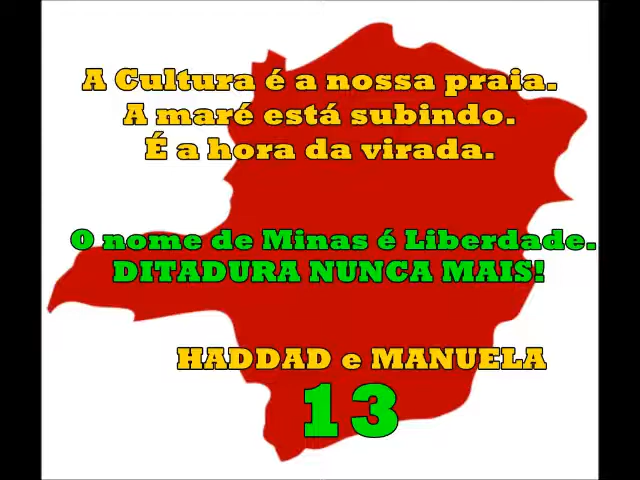 A Cultura é a nossa praia.
A maré está subindo.
É a hora da virada.
O nome de Minas é Liberdade.
DITADURA NUNCA MAIS!
HADDAD e MANUELA
13